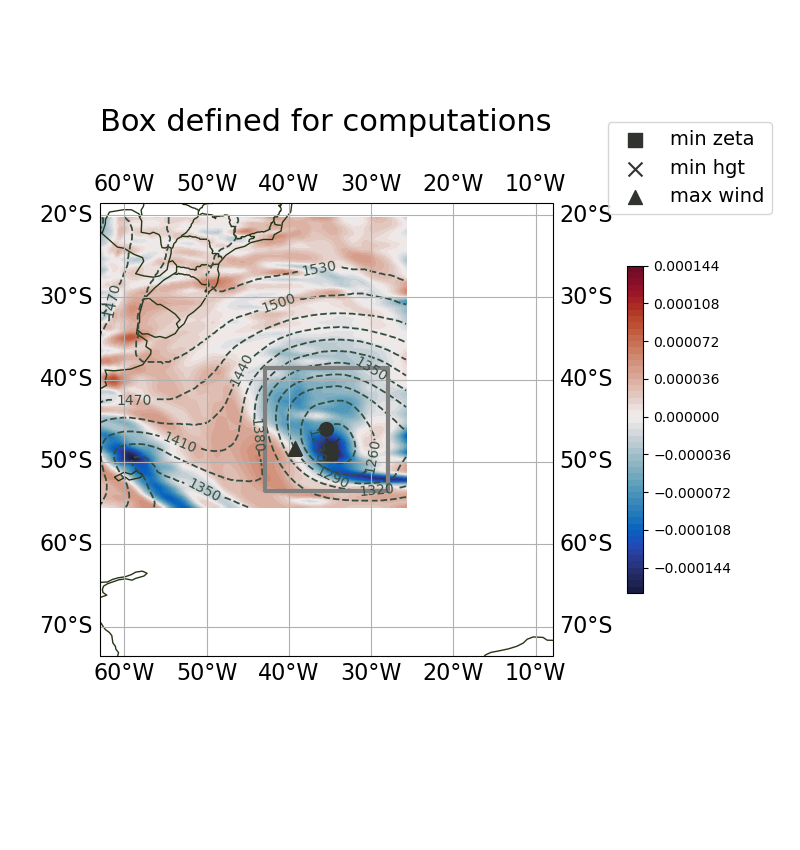 Box defined for computations
min zeta
min hgt
max wind
60°W 50°W 40°W 30°W 20°W 10°W
20°S 20°S
30°S 30°S
40°S 40°S
50°S 50°S
60°S 60°S
70°S 70°S
60°W 50°W 40°W 30°W 20°W 10°W
1530
1500
1470
1440
1350
1470
1410
1380
1260
1350
1290
1320
0.000144
0.000108
0.000072
0.000036
0.000000
−0.000036
−0.000072
−0.000108
−0.000144